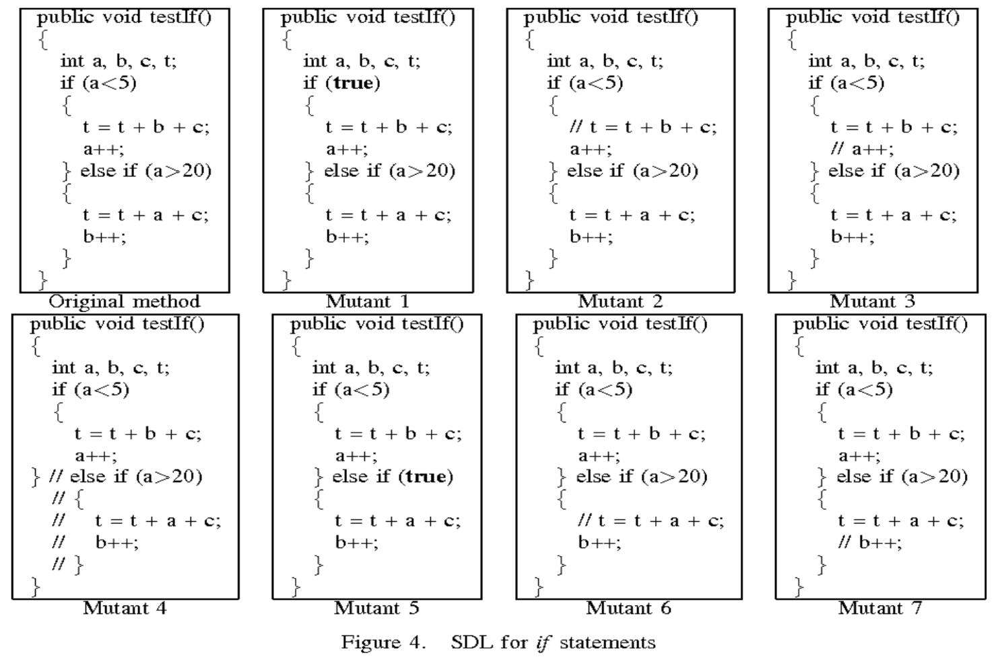 public void testIf()
{
int a, b, c, t;
if (a<5)
{
t = t + b + c;
a++;
} else if (a>20)
{
t = t + a + c;
b++;
}
}
Original method
public void testIf()
{
int a, b, c, t;
if (true)
{
t = t + b + c;
a++;
} else if (a>20)
{
t = t + a + c;
b++;
}
}
Mutant 1
public void testIf()
{
int a, b, c, t;
if (a<5)
{
// t = t + b + c;
a++;
} else if (a>20)
{
t = t + a + c;
b++;
}
}
Mutant 2
public void testIf()
{
int a, b, c, t;
if (a<5)
{
t = t + b + c;
// a++;
} else if (a>20)
{
t = t + a + c;
b++;
}
}
Mutant 3
public void testIf()
{
int a, b, c, t;
if (a<5)
{
t = t + b + c;
a++;
} // else if (a>20)
// {
// t = t + a + c;
// b++;
// }
}
Mutant 4
public void testIf()
{
int a, b, c, t;
if (a<5)
{
t = t + b + c;
a++;
} else if (true)
{
t = t + a + c;
b++;
}
}
Mutant 5
public void testIf()
{
int a, b, c, t;
if (a<5)
{
t = t + b + c;
a++;
} else if (a>20)
{
// t = t + a + c;
b++;
}
}
Mutant 6
public void testIf()
{
int a, b, c, t;
if (a<5)
{
t = t + b + c;
a++;
} else if (a>20)
{
t = t + a + c;
// b++;
}
}
Mutant 7
Figure 4. SDL for if statements